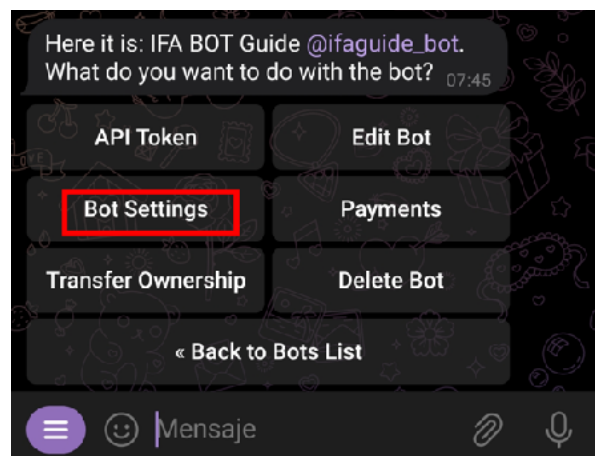 Here it is: IFA BOT Guide @ifaguide_bot.
What do you want to do with the bot? 07:45
API Token
Edit Bot
Bot Settings
Payments
Transfer Ownership
Delete Bot
« Back to Bots List
Mensaje